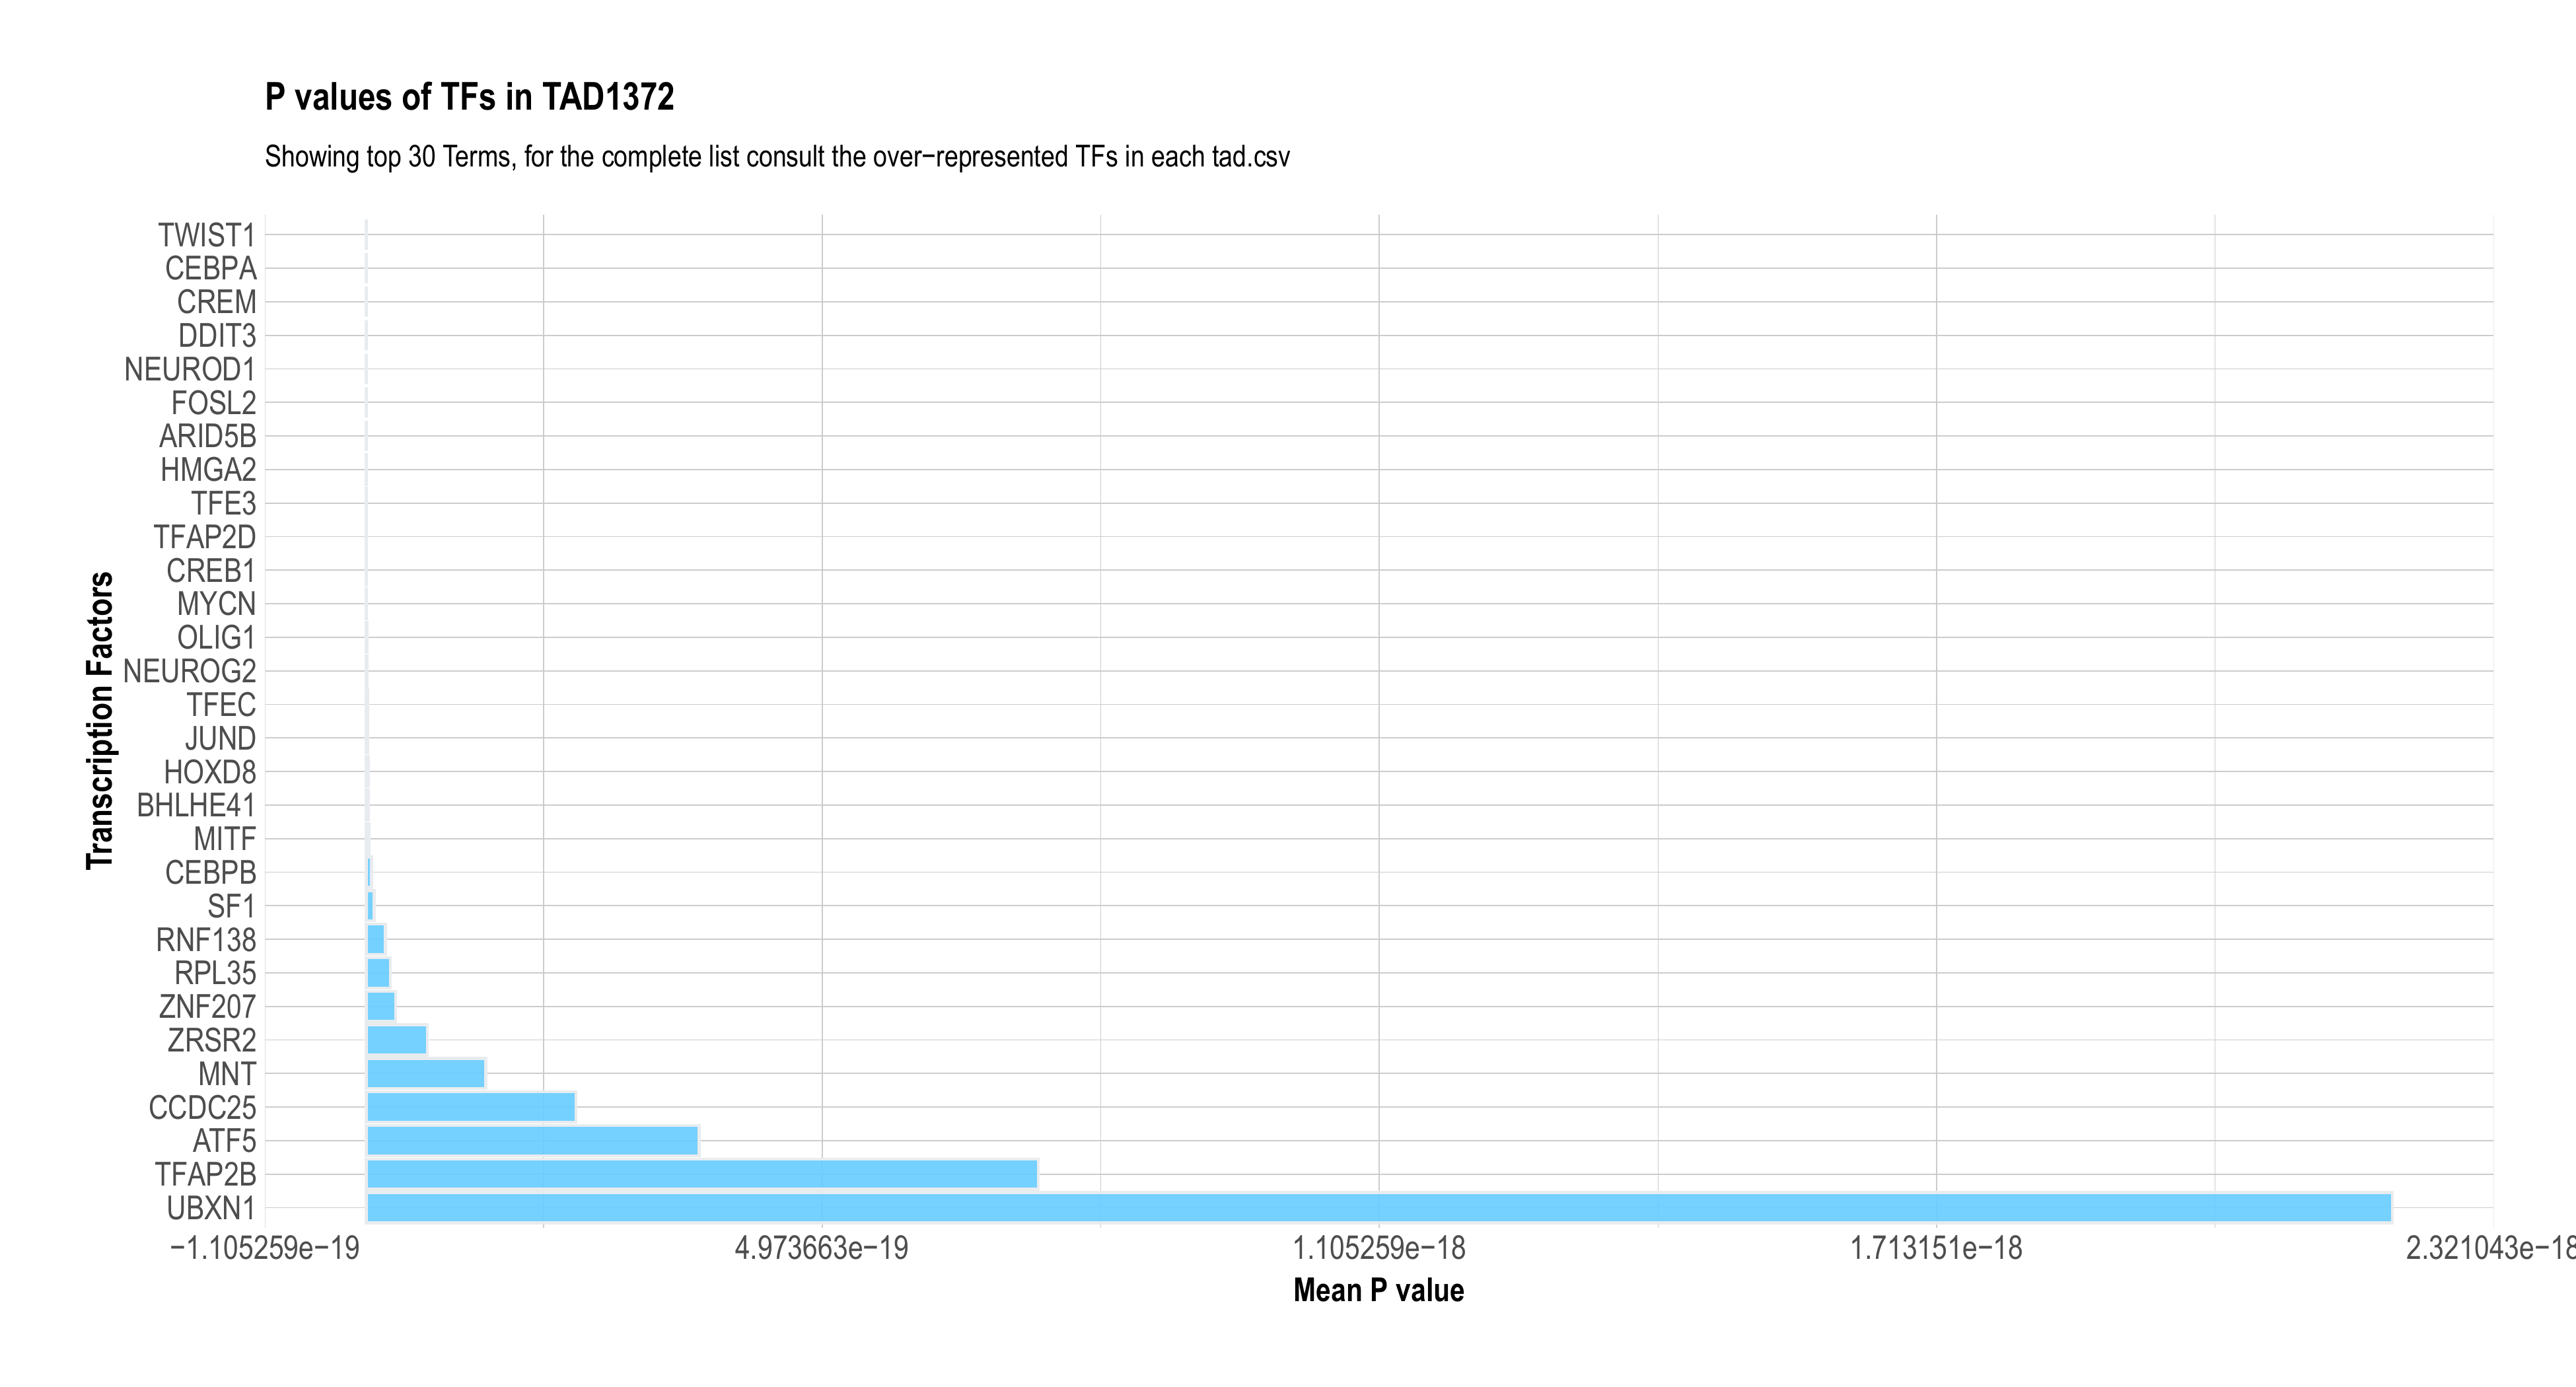 P values of TFs in TAD1372
Showing top 30 Terms, for the complete list consult the over−represented TFs in each tad.csv
Transcription Factors
TWIST1
CEBPA
CREM
DDIT3
NEUROD1
FOSL2
ARID5B
HMGA2
TFE3
TFAP2D
CREB1
MYCN
OLIG1
NEUROG2
TFEC
JUND
HOXD8
BHLHE41
MITF
CEBPB
SF1
RNF138
RPL35
ZNF207
ZRSR2
MNT
CCDC25
ATF5
TFAP2B
UBXN1
−1.105259e−19 4.973663e−19 1.105259e−18 1.713151e−18 2.321043e−18
Mean P value